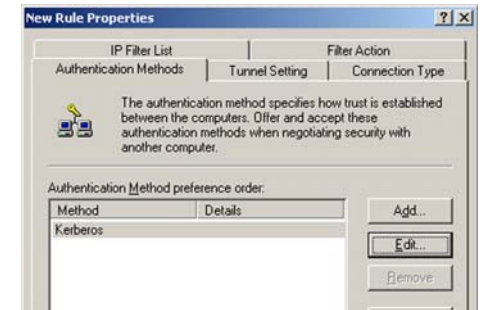 New Rule Properties
IP Filter List Filter Action
Authentication Methods Tunnel Setting Connection Type
The authentication method specifies how trust is established
between the computers. Offer and accept these
authentication methods when negotiating security with
another computer.
Authentication Method preference order:
Method Details Add...
Kerberos
Edit...
Remove